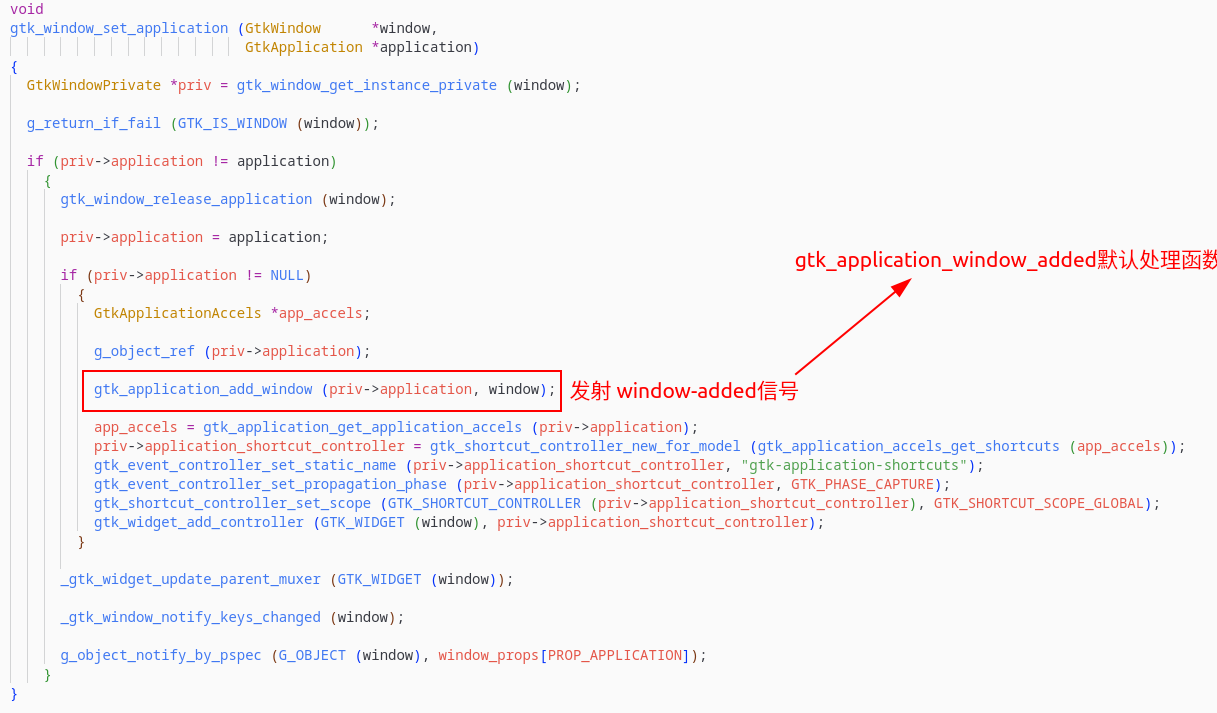 void
gtk_window_set_application (GtkWindow      *window,
                            GtkApplication *application)
{
  GtkWindowPrivate *priv = gtk_window_get_instance_private (window);

  g_return_if_fail (GTK_IS_WINDOW (window));

  if (priv->application != application)
    {
      gtk_window_release_application (window);

      priv->application = application;

gtk_application_window_added默认处理函数
      if (priv->application != NULL)
        {
          GtkApplicationAccels *app_accels;

          g_object_ref (priv->application);

          gtk_application_add_window (priv->application, window); 发射 window-added信号

          app_accels = gtk_application_get_application_accels (priv->application);
          priv->application_shortcut_controller = gtk_shortcut_controller_new_for_model (gtk_application_accels_get_shortcuts (app_accels));
          gtk_event_controller_set_static_name (priv->application_shortcut_controller, "gtk-application-shortcuts");
          gtk_event_controller_set_propagation_phase (priv->application_shortcut_controller, GTK_PHASE_CAPTURE);
          gtk_shortcut_controller_set_scope (GTK_SHORTCUT_CONTROLLER (priv->application_shortcut_controller), GTK_SHORTCUT_SCOPE_GLOBAL);
          gtk_widget_add_controller (GTK_WIDGET (window), priv->application_shortcut_controller);
        }

      _gtk_widget_update_parent_muxer (GTK_WIDGET (window));

      _gtk_window_notify_keys_changed (window);

      g_object_notify_by_pspec (G_OBJECT (window), window_props[PROP_APPLICATION]);
    }
}